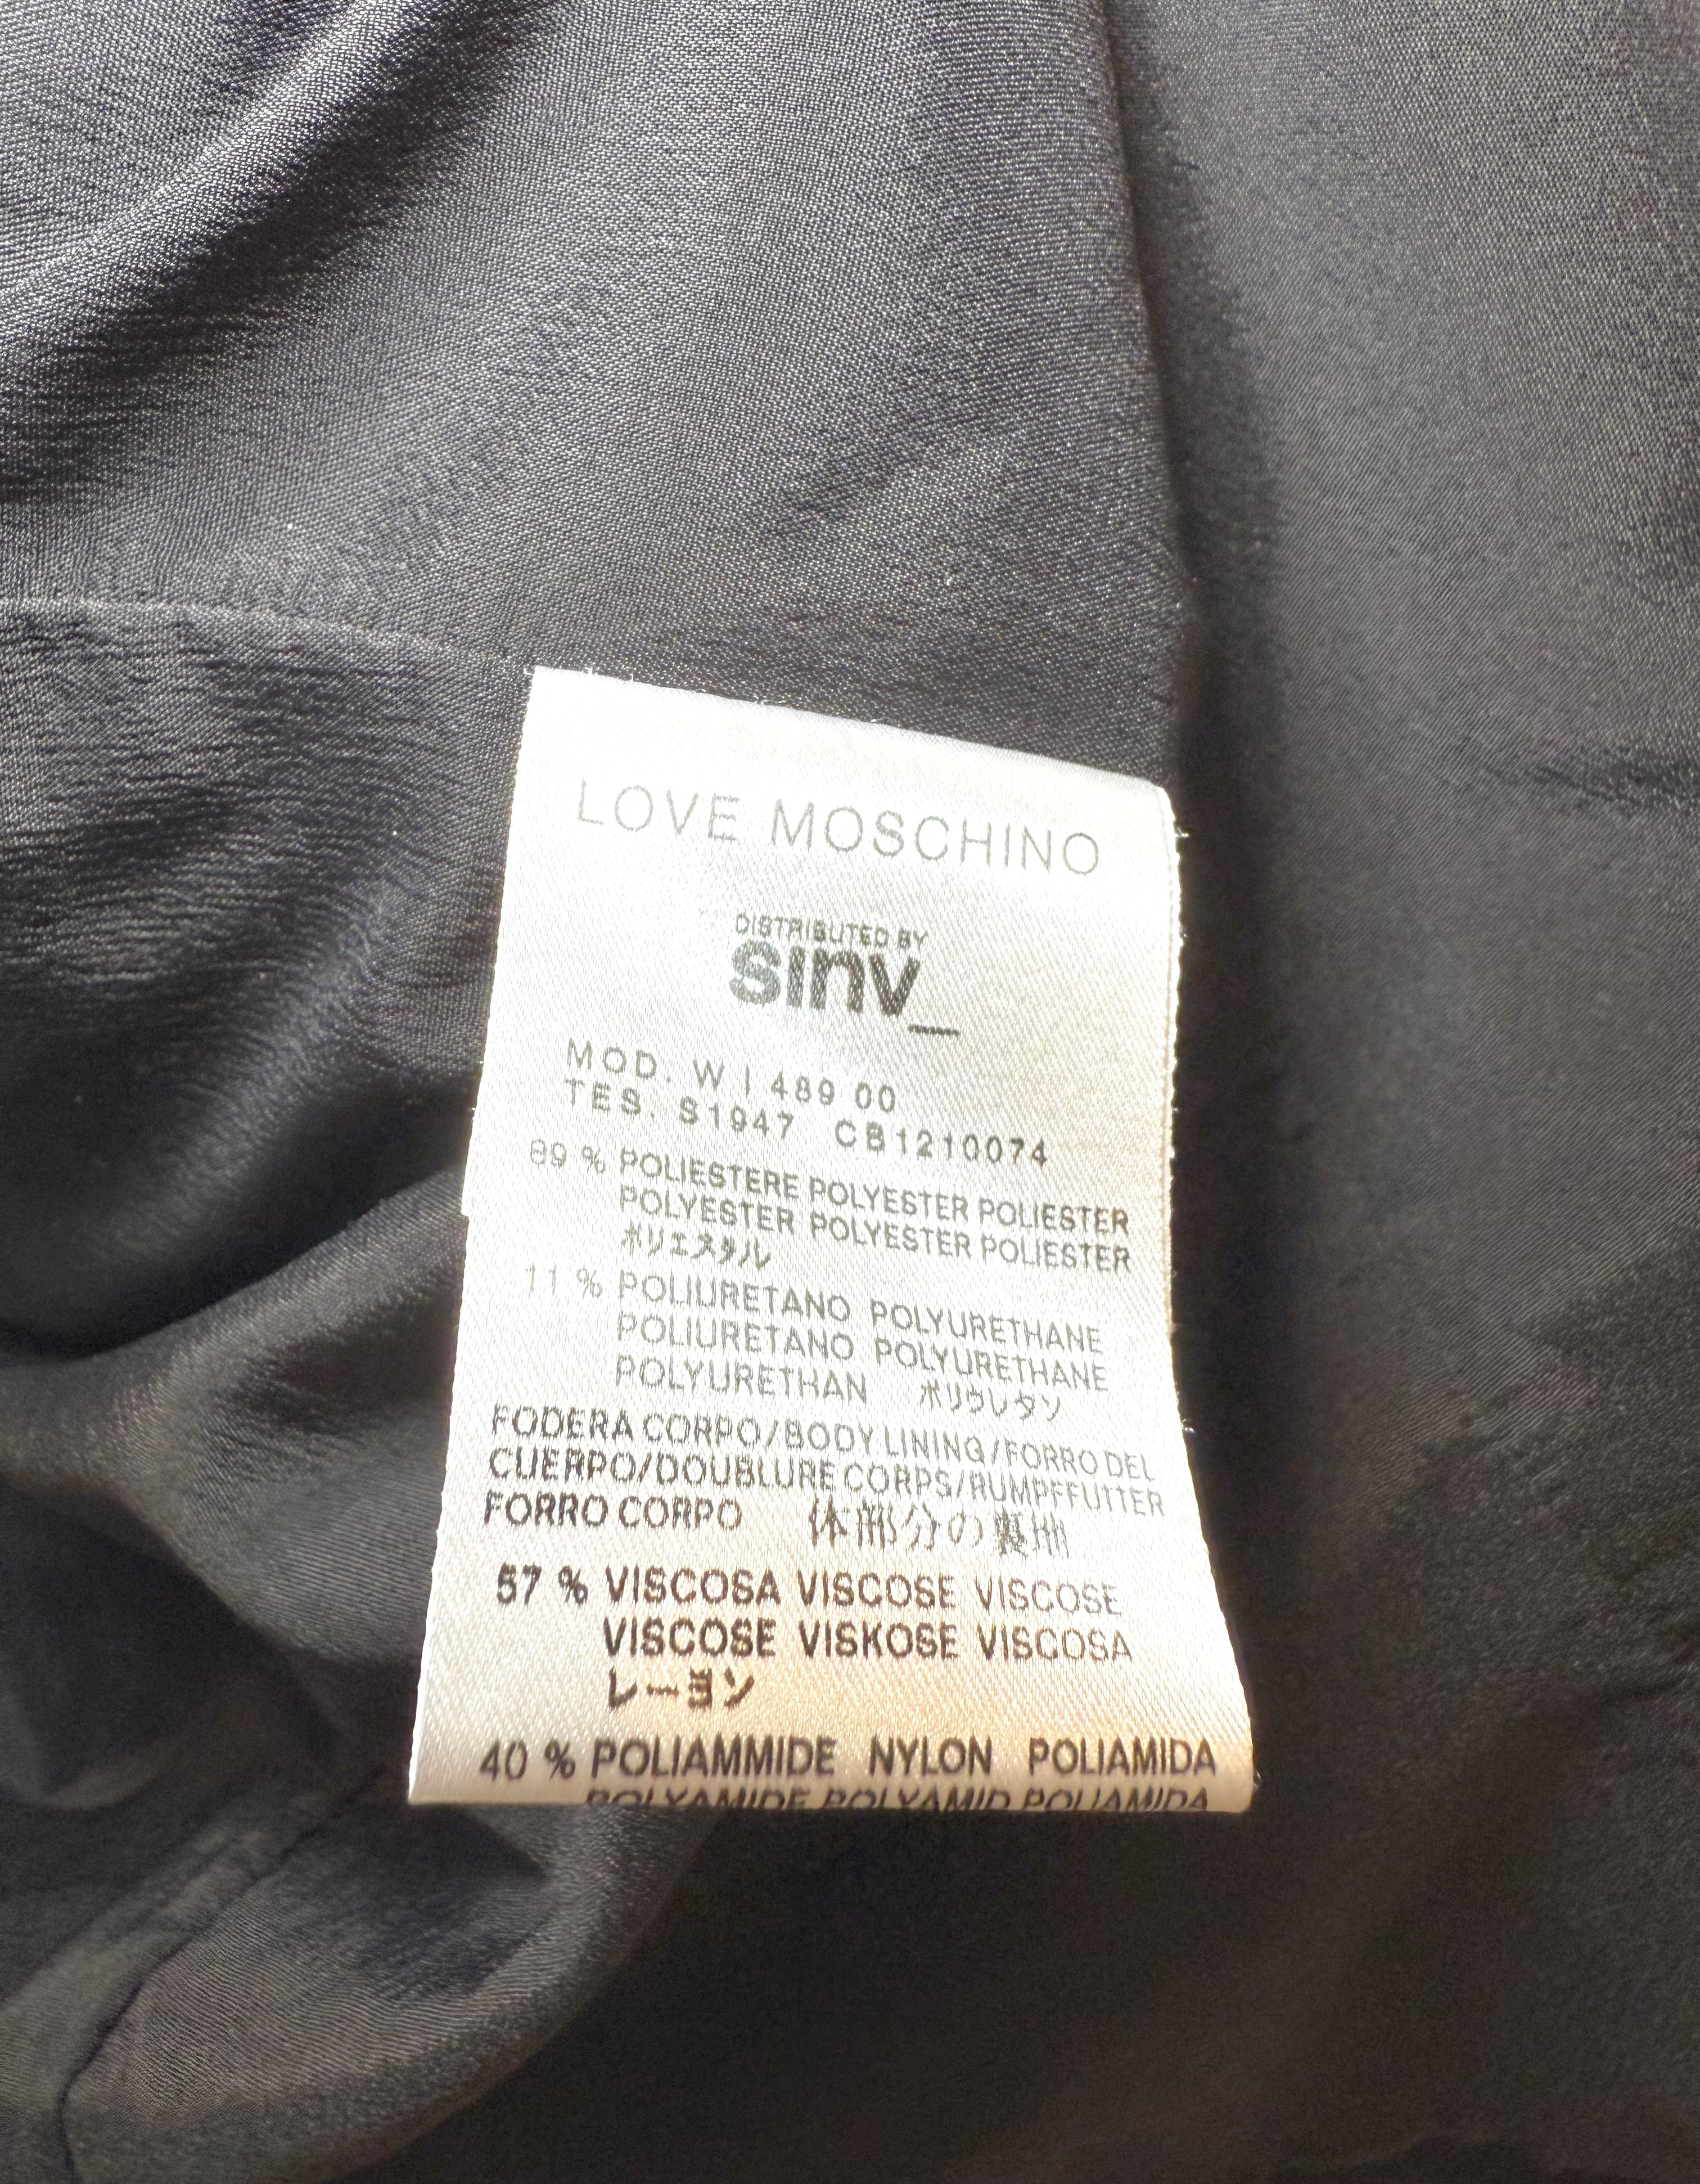 LOVE MOSCHINO
DISTRIBUTED BY
sinv_
MOD. W I 489 00
TES. S1947 CB1210074
89 % POLIESTERE POLYESTER POLIESTER
POLYESTER POLYESTER POLIESTER
ポリエステル
11 % POLIURETANO POLYURETHANE
POLIURETANO POLYURETHANE
POLYURETHAN ポリウレタン
FODERA CORPO/BODY LINING/FORRO DEL
CUERPO/DOUBLURE CORPS/RUMPFFUTTER
FORRO CORPO 体部分の裏地
57 % VISCOSA VISCOSE VISCOSE
VISCOSE VISKOSE VISCOSA
レーヨン
40 % POLIAMMIDE NYLON POLIAMIDA
POLYAMIDE POLYAMID POLIAMIDA